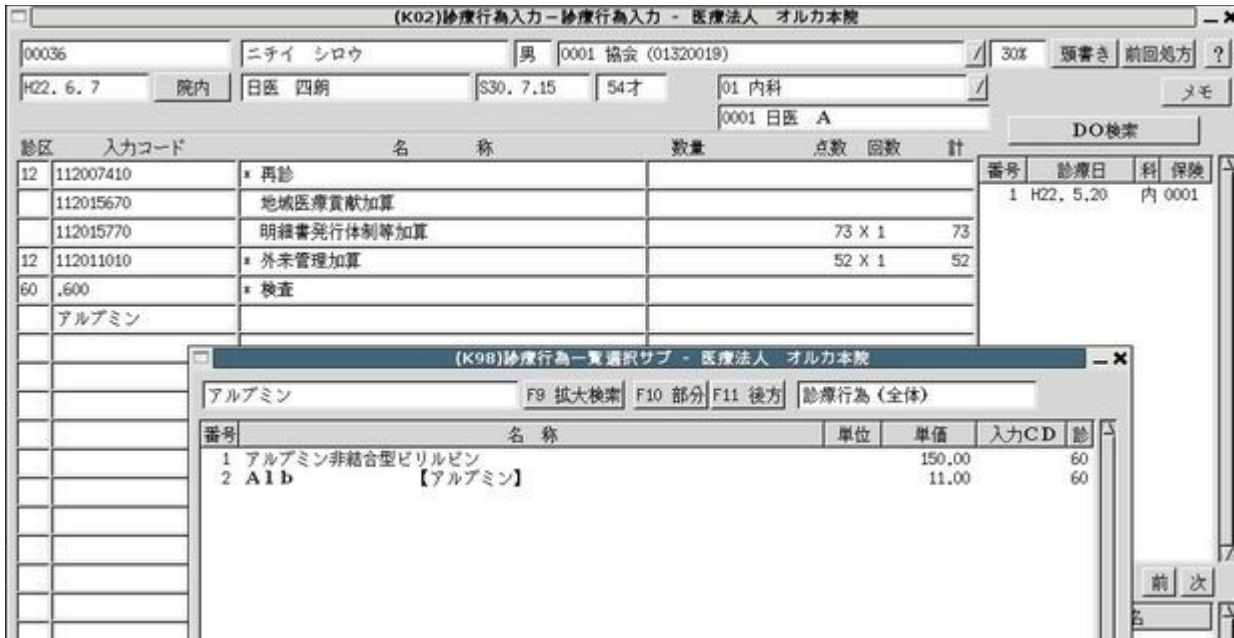 (K02)診療行為入力－診療行為入力 - 医療法人　オルカ本院
00036 ニチイ　シロウ 男 0001 協会 (01320019) 30% 頭書き 前回処方 ?
H22. 6. 7 院内 日医　四朗 S30. 7.15 54才 01 内科 メモ
0001 日医　A
DO検索
診区 入力コード 名　称 数量 点数 回数 計
番号 診療日 科 保険
12 112007410 * 再診
1 H22. 5.20 内 0001
112015670 地域医療貢献加算
112015770 明細書発行体制等加算 73 X 1 73
12 112011010 * 外来管理加算 52 X 1 52
60 .600 * 検査
アルブミン
(K98)診療行為一覧選択サブ - 医療法人　オルカ本院
アルブミン F9 拡大検索 F10 部分 F11 後方 診療行為（全体）
番号 名　称 単位 単価 入力CD 診
1 アルブミン非結合型ビリルビン 150.00 60
2 Alb 【アルブミン】 11.00 60
前 次
名